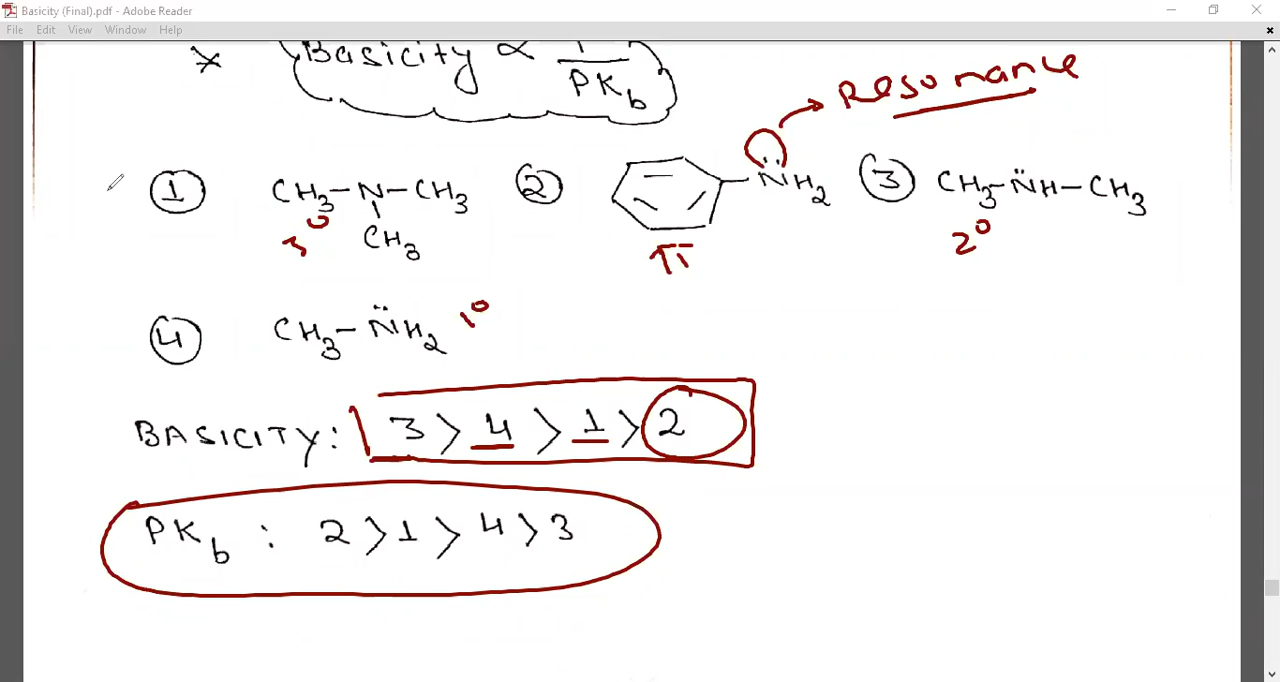 Basicity (Final).pdf - Adobe Reader
File Edit View Window Help
* Basicity ∝ 1/PKb
Resonance
① CH3-N-CH3 ② N̈H2 ③ CH3-N̈H-CH3
CH3
3° π 2°
④ CH3-N̈H2 1°
BASICITY: 3 > 4 > 1 > 2
PKb : 2 > 1 > 4 > 3